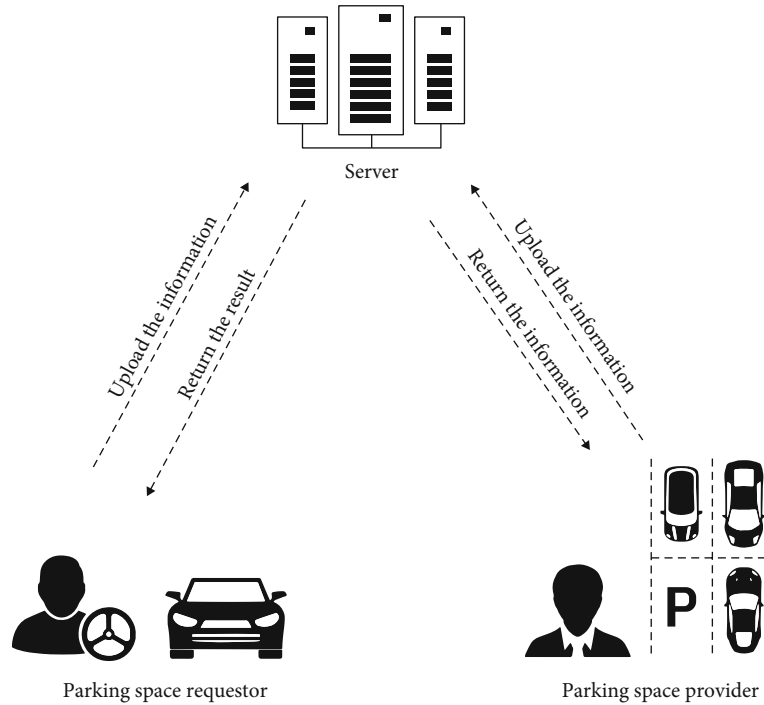 Server
Upload the information
Return the result
Return the information
Upload the information
P
Parking space requestor
Parking space provider